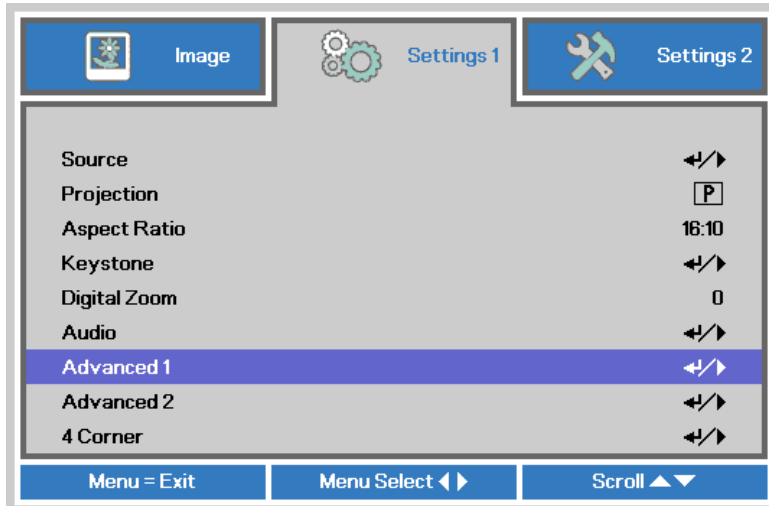 Image Settings 1 Settings 2
Source
Projection P
Aspect Ratio 16:10
Keystone
Digital Zoom 0
Audio
Advanced 1
Advanced 2
4 Corner
Menu = Exit Menu Select Scroll